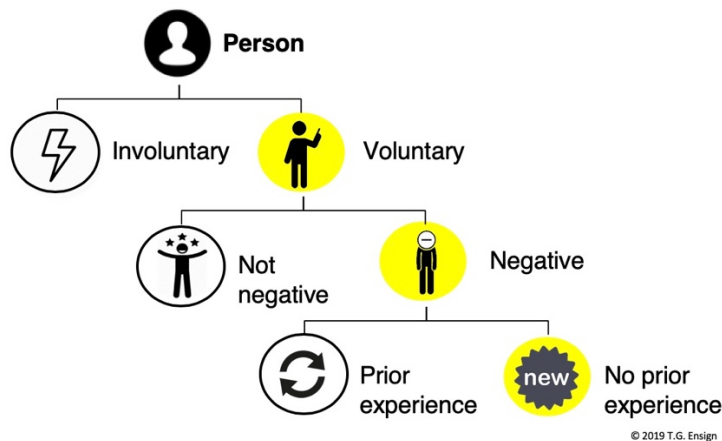 Person
Involuntary
Voluntary
Not
negative
Negative
Prior
experience
new
No prior
experience
© 2019 T.G. Ensign